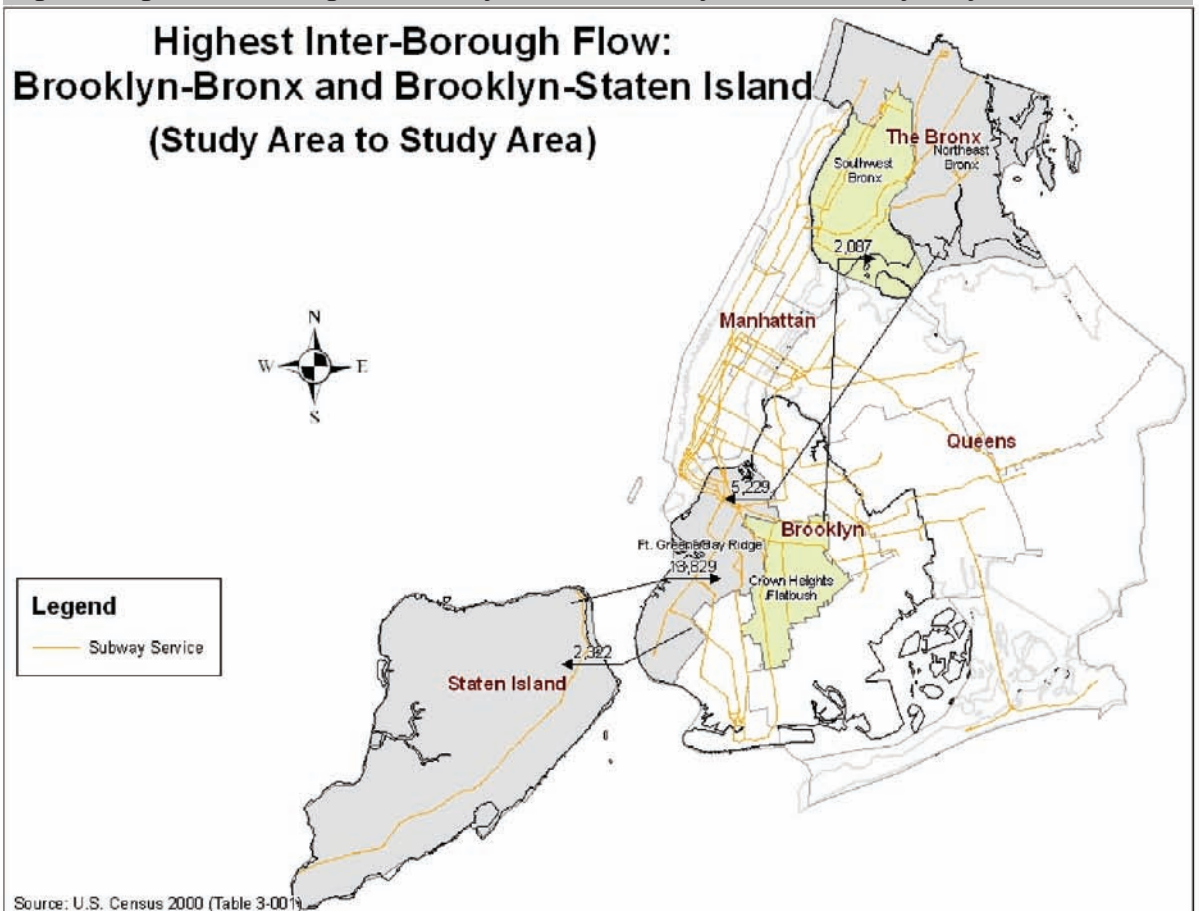 Highest Inter-Borough Flow:
Brooklyn-Bronx and Brooklyn-Staten Island
(Study Area to Study Area)
The Bronx
Northeast
Bronx
Southwest
Bronx
2,087
Manhattan
N
W
E
S
Queens
5,229
Brooklyn
Ft. Greene/Bay Ridge
13,829
Crown Heights
/Flatbush
Legend
Subway Service
2,322
Staten Island
Source: U.S. Census 2000 (Table 3-001)